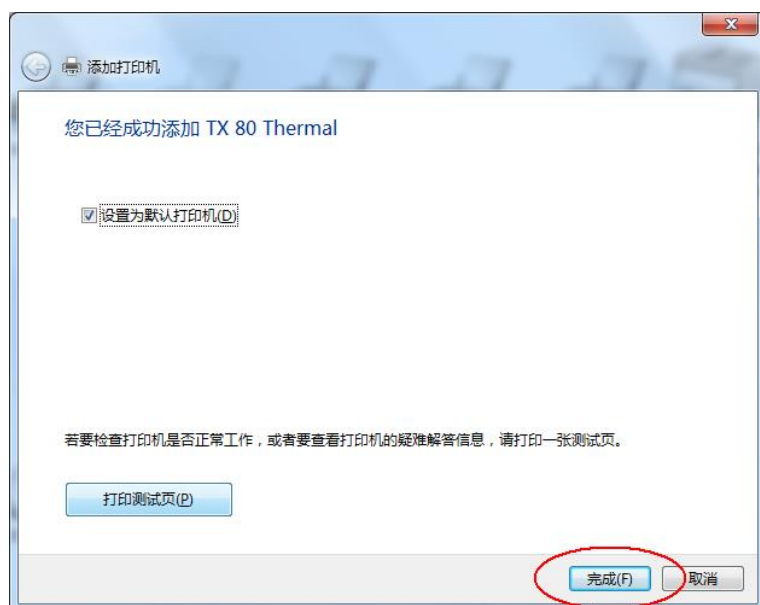 添加打印机
您已经成功添加 TX 80 Thermal
设置为默认打印机(D)
若要检查打印机是否正常工作，或者要查看打印机的疑难解答信息，请打印一张测试页。
打印测试页(P)
完成(F) 取消